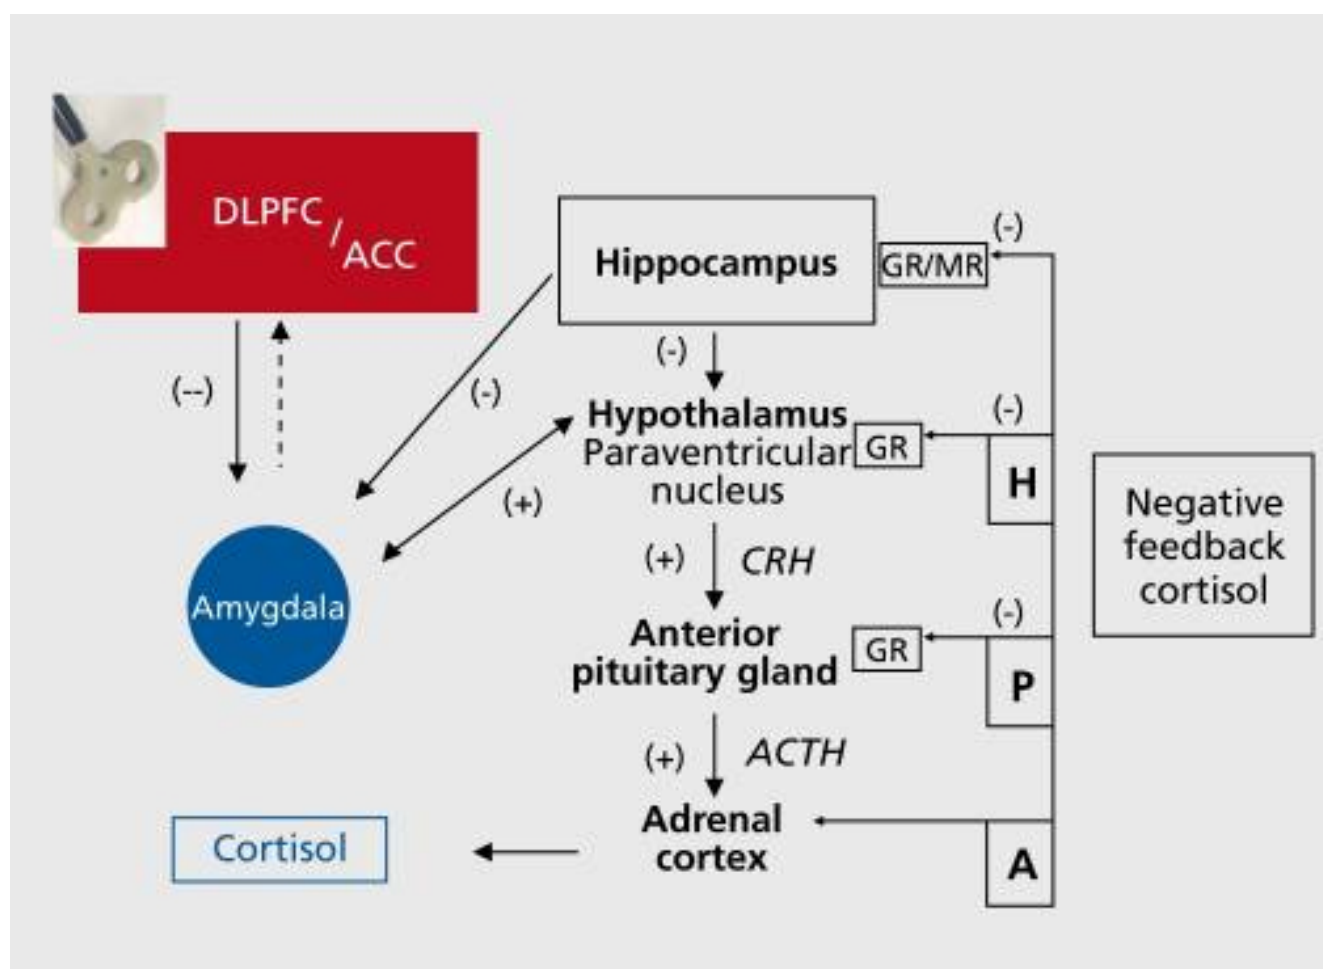 DLPFC / ACC
Hippocampus
GR/MR
(-)
(-)
(--)
(-)
Hypothalamus
Paraventricular
nucleus
GR
(-)
H
(+)
(+)
CRH
Negative
feedback
cortisol
Amygdala
Anterior
pituitary gland
GR
(-)
P
(+)
ACTH
Adrenal
cortex
A
Cortisol